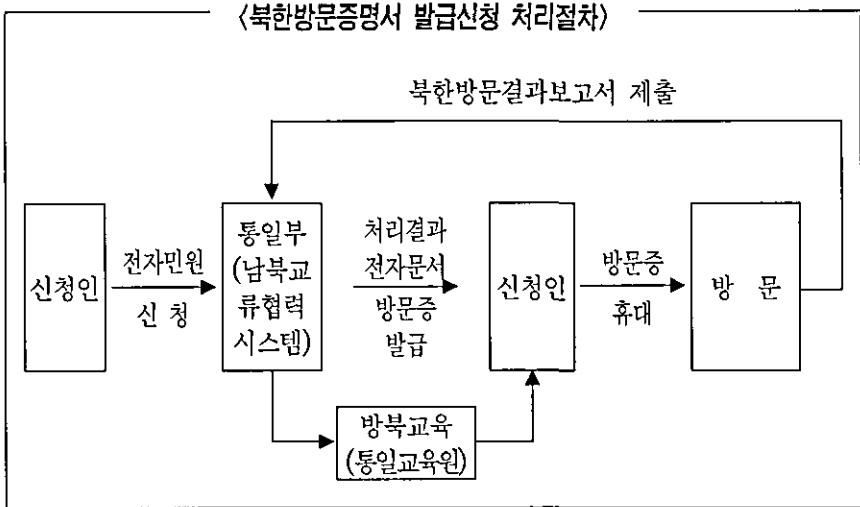 〈북한방문증명서 발급신청 처리절차〉
북한방문결과보고서 제출
신청인
전자민원
신 청
통일부
(남북교
류협력
시스템)
처리결과
전자문서
방문증
발급
신청인
방문증
휴대
방 문
방북교육
(통일교육원)